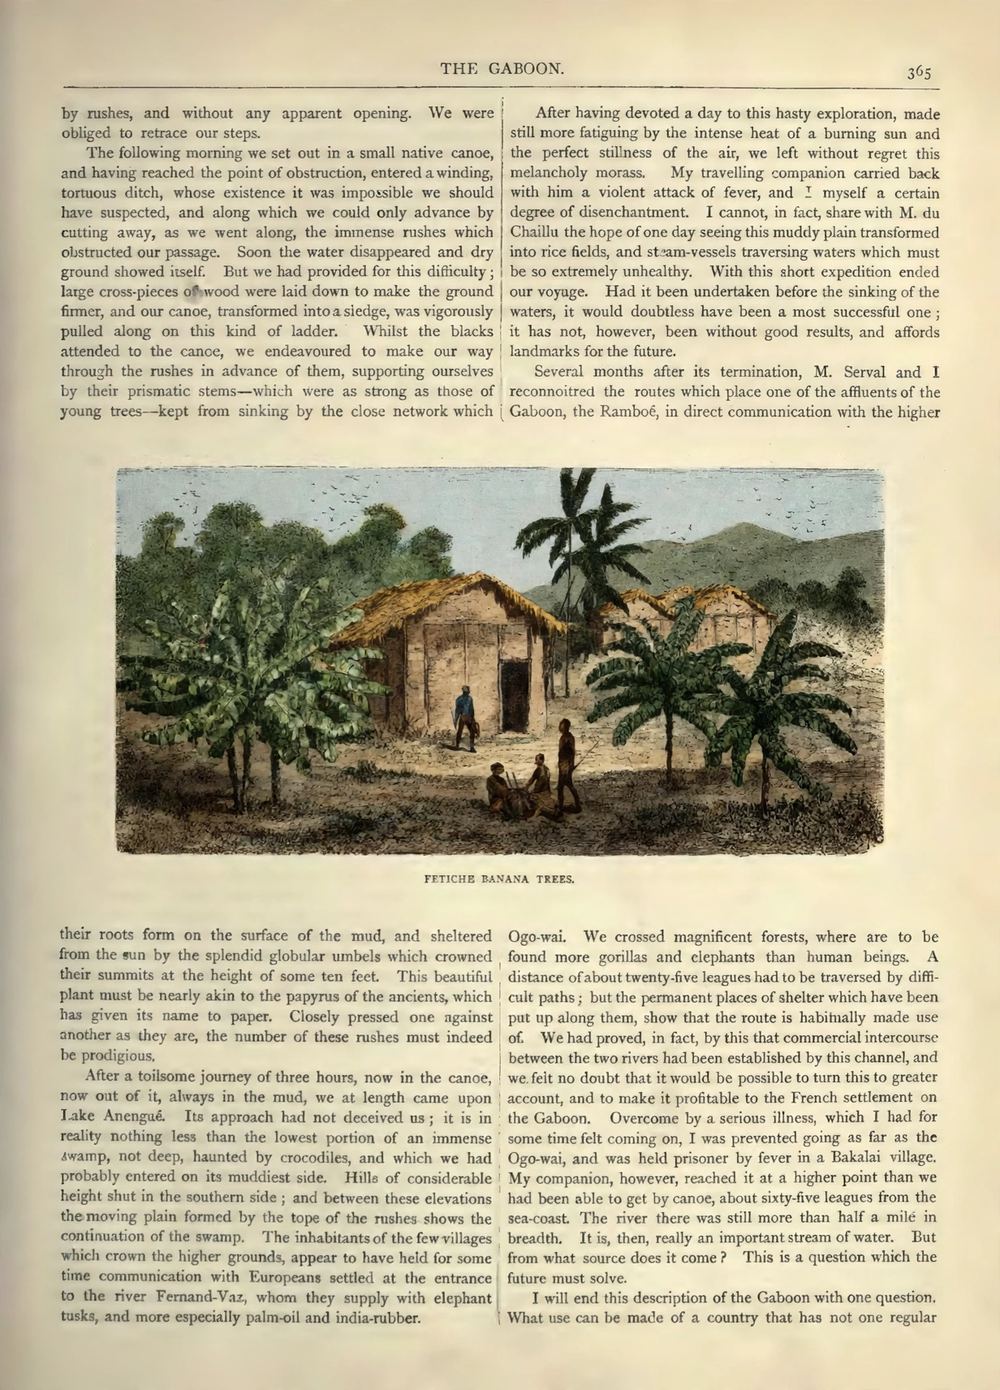 THE GABOON.
365
by rushes, and without any apparent opening. We were
obliged to retrace our steps.
The following morning we set out in a small native canoe,
and having reached the point of obstruction, entered a winding,
tortuous ditch, whose existence it was impossible we should
have suspected, and along which we could only advance by
cutting away, as we went along, the immense rushes which
obstructed our passage. Soon the water disappeared and dry
ground showed itself. But we had provided for this difficulty;
large cross-pieces of wood were laid down to make the ground
firmer, and our canoe, transformed into a sledge, was vigorously
pulled along on this kind of ladder. Whilst the blacks
attended to the canoe, we endeavoured to make our way
through the rushes in advance of them, supporting ourselves
by their prismatic stems—which were as strong as those of
young trees—kept from sinking by the close network which
After having devoted a day to this hasty exploration, made
still more fatiguing by the intense heat of a burning sun and
the perfect stillness of the air, we left without regret this
melancholy morass. My travelling companion carried back
with him a violent attack of fever, and I myself a certain
degree of disenchantment. I cannot, in fact, share with M. du
Chaillu the hope of one day seeing this muddy plain transformed
into rice fields, and steam-vessels traversing waters which must
be so extremely unhealthy. With this short expedition ended
our voyage. Had it been undertaken before the sinking of the
waters, it would doubtless have been a most successful one;
it has not, however, been without good results, and affords
landmarks for the future.
Several months after its termination, M. Serval and I
reconnoitred the routes which place one of the affluents of the
Gaboon, the Ramboé, in direct communication with the higher
FETICHE BANANA TREES.
their roots form on the surface of the mud, and sheltered
from the sun by the splendid globular umbels which crowned
their summits at the height of some ten feet. This beautiful
plant must be nearly akin to the papyrus of the ancients, which
has given its name to paper. Closely pressed one against
another as they are, the number of these rushes must indeed
be prodigious.
After a toilsome journey of three hours, now in the canoe,
now out of it, always in the mud, we at length came upon
Lake Anengué. Its approach had not deceived us; it is in
reality nothing less than the lowest portion of an immense
swamp, not deep, haunted by crocodiles, and which we had
probably entered on its muddiest side. Hills of considerable
height shut in the southern side; and between these elevations
the moving plain formed by the tope of the rushes shows the
continuation of the swamp. The inhabitants of the few villages
which crown the higher grounds, appear to have held for some
time communication with Europeans settled at the entrance
to the river Fernand-Vaz, whom they supply with elephant
tusks, and more especially palm-oil and india-rubber.
Ogo-wai. We crossed magnificent forests, where are to be
found more gorillas and elephants than human beings. A
distance of about twenty-five leagues had to be traversed by diffi-
cult paths; but the permanent places of shelter which have been
put up along them, show that the route is habitually made use
of. We had proved, in fact, by this that commercial intercourse
between the two rivers had been established by this channel, and
we felt no doubt that it would be possible to turn this to greater
account, and to make it profitable to the French settlement on
the Gaboon. Overcome by a serious illness, which I had for
some time felt coming on, I was prevented going as far as the
Ogo-wai, and was held prisoner by fever in a Bakalai village.
My companion, however, reached it at a higher point than we
had been able to get by canoe, about sixty-five leagues from the
sea-coast. The river there was still more than half a mile in
breadth. It is, then, really an important stream of water. But
from what source does it come? This is a question which the
future must solve.
I will end this description of the Gaboon with one question.
What use can be made of a country that has not one regular